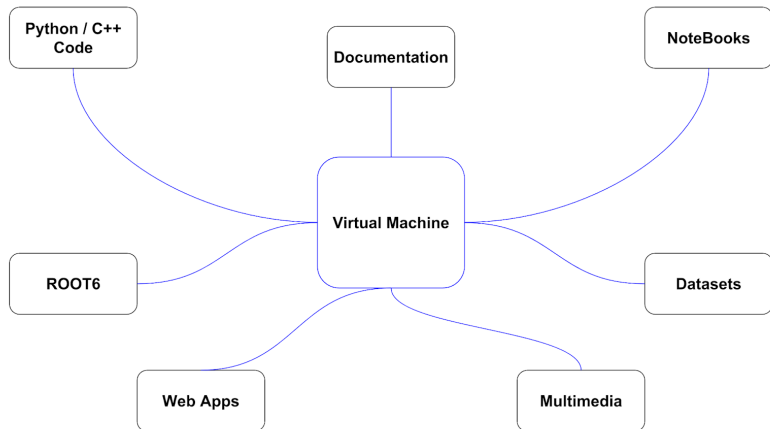 Python / C++
Code
Documentation
NoteBooks
Virtual Machine
ROOT6
Datasets
Web Apps
Multimedia